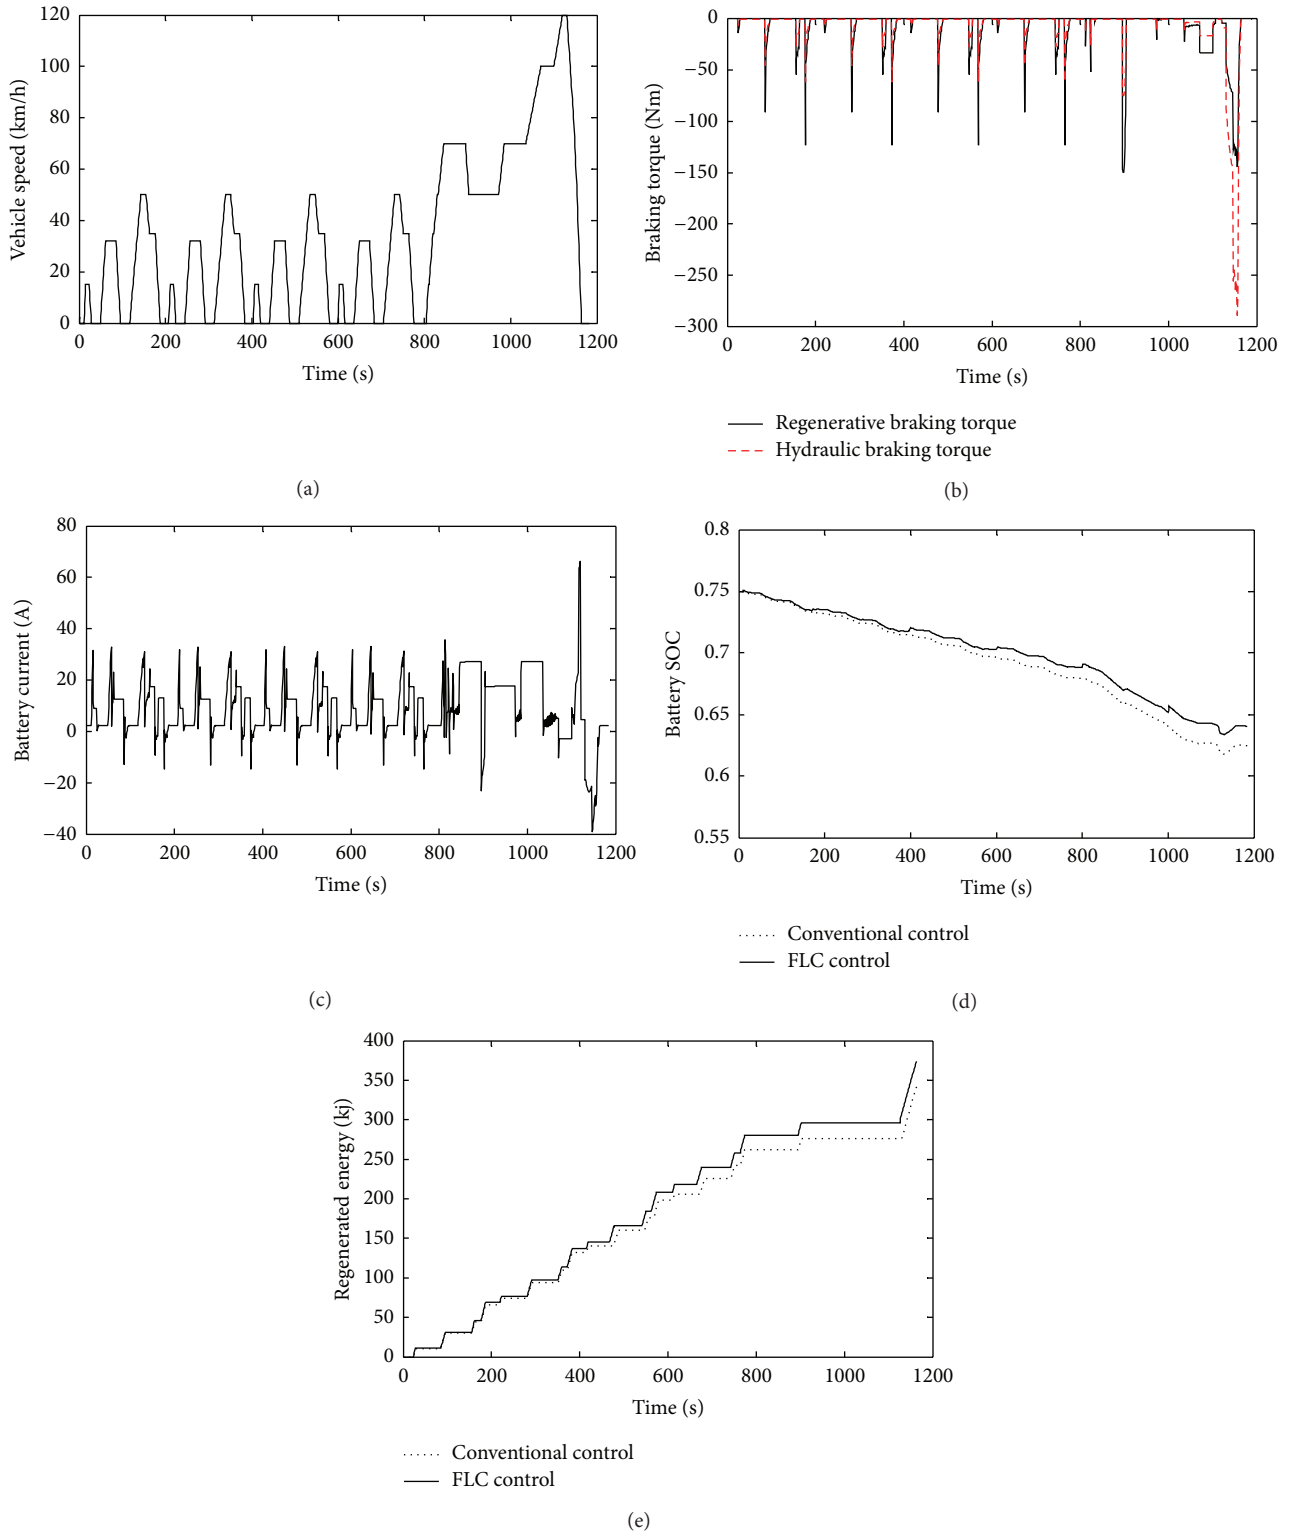 120
100
80
60
40
20
0
Vehicle speed (km/h)
0 200 400 600 800 1000 1200
Time (s)
(a)
0
−50
−100
−150
−200
−250
−300
Braking torque (Nm)
0 200 400 600 800 1000 1200
Time (s)
Regenerative braking torque
Hydraulic braking torque
(b)
80
60
40
20
0
−20
−40
Battery current (A)
0 200 400 600 800 1000 1200
Time (s)
(c)
0.8
0.75
0.7
0.65
0.6
0.55
Battery SOC
0 200 400 600 800 1000 1200
Time (s)
Conventional control
FLC control
(d)
400
350
300
250
200
150
100
50
0
Regenerated energy (kj)
0 200 400 600 800 1000 1200
Time (s)
Conventional control
FLC control
(e)